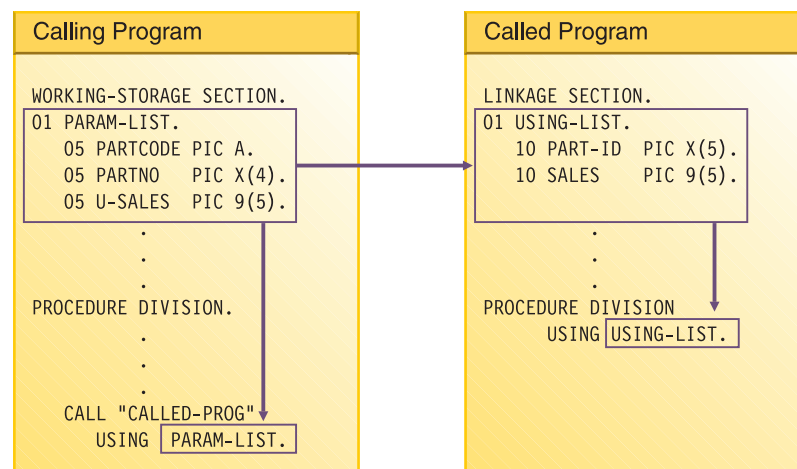 Calling Program
WORKING-STORAGE SECTION.
01 PARAM-LIST.
05 PARTCODE PIC A.
05 PARTNO PIC X(4).
05 U-SALES PIC 9(5).
.
.
.
PROCEDURE DIVISION.
.
.
.
CALL "CALLED-PROG"
USING PARAM-LIST.
Called Program
LINKAGE SECTION.
01 USING-LIST.
10 PART-ID PIC X(5).
10 SALES PIC 9(5).
.
.
.
PROCEDURE DIVISION
USING USING-LIST.